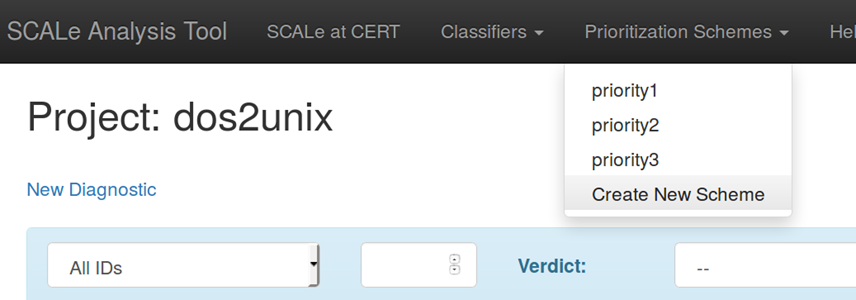 SCALe Analysis Tool SCALe at CERT Classifiers Prioritization Schemes
priority1
priority2
priority3
Create New Scheme
Project: dos2unix
New Diagnostic
All IDs Verdict: --